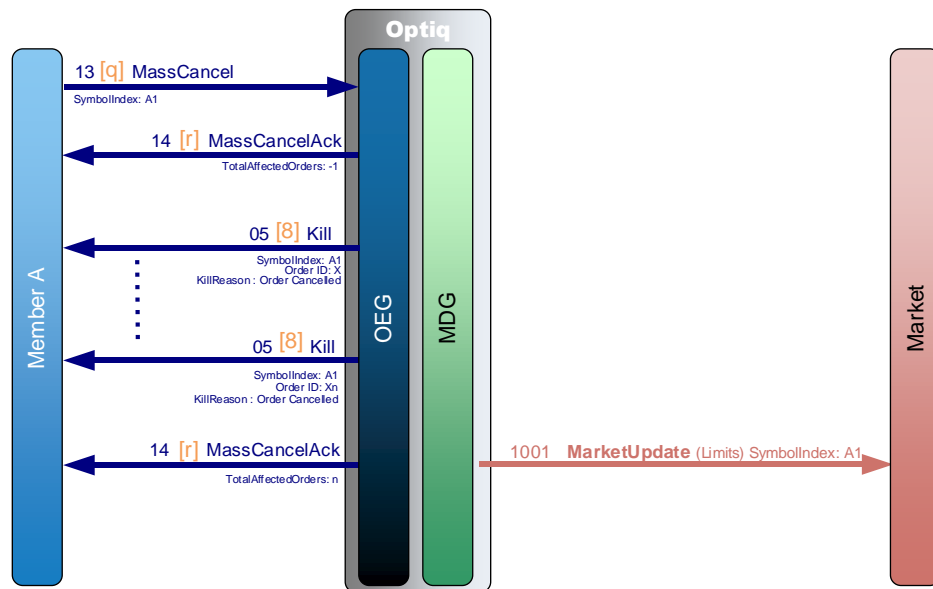 Optiq
13 [q] MassCancel
SymbolIndex: A1
14 [r] MassCancelAck
TotalAffectedOrders: -1
05 [8] Kill
SymbolIndex: A1
Order ID: X
KillReason : Order Cancelled
Member A
OEG
MDG
Market
05 [8] Kill
SymbolIndex: A1
Order ID: Xn
KillReason : Order Cancelled
14 [r] MassCancelAck
TotalAffectedOrders: n
1001 MarketUpdate (Limits) SymbolIndex: A1